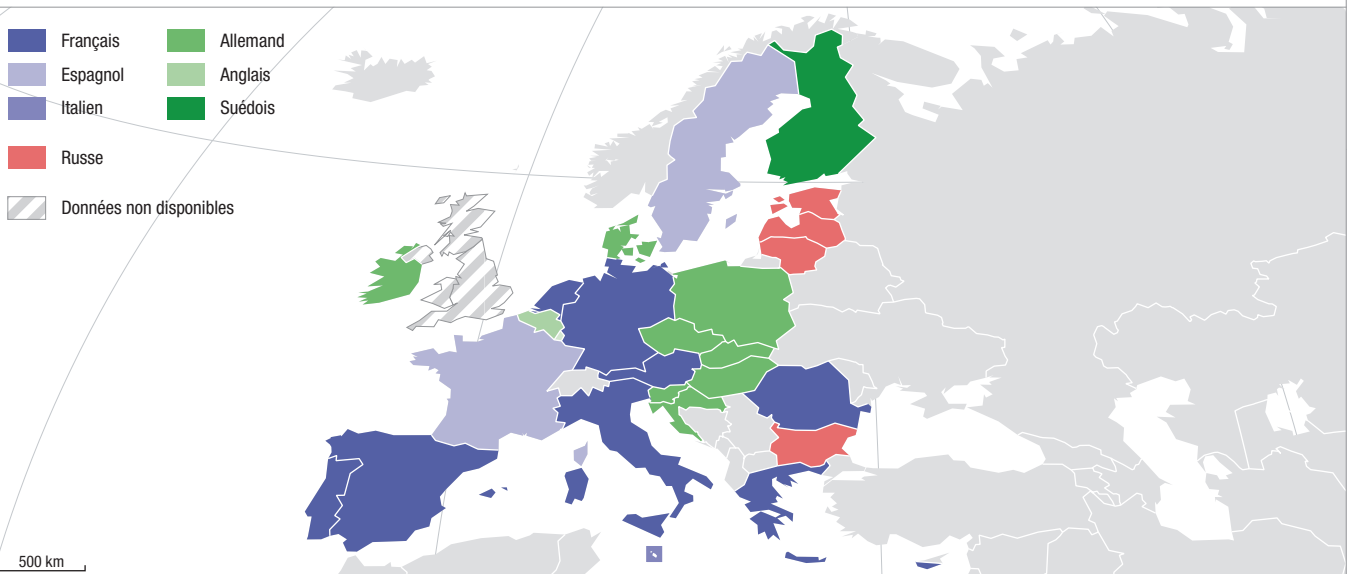 Français
Espagnol
Italien
Russe
Données non disponibles
Allemand
Anglais
Suédois
500 km